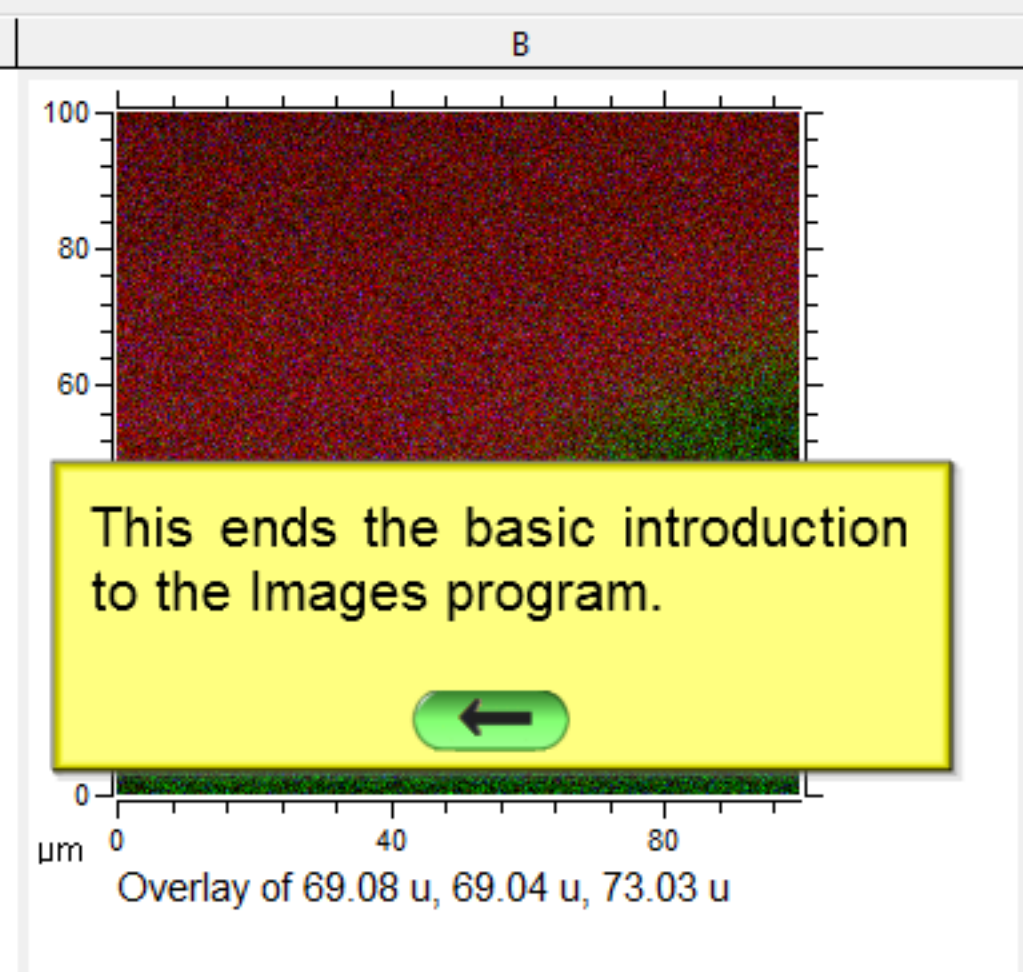 B
100
80
60
This ends the basic introduction
to the Images program.
0
µm 0 40 80
Overlay of 69.08 u, 69.04 u, 73.03 u